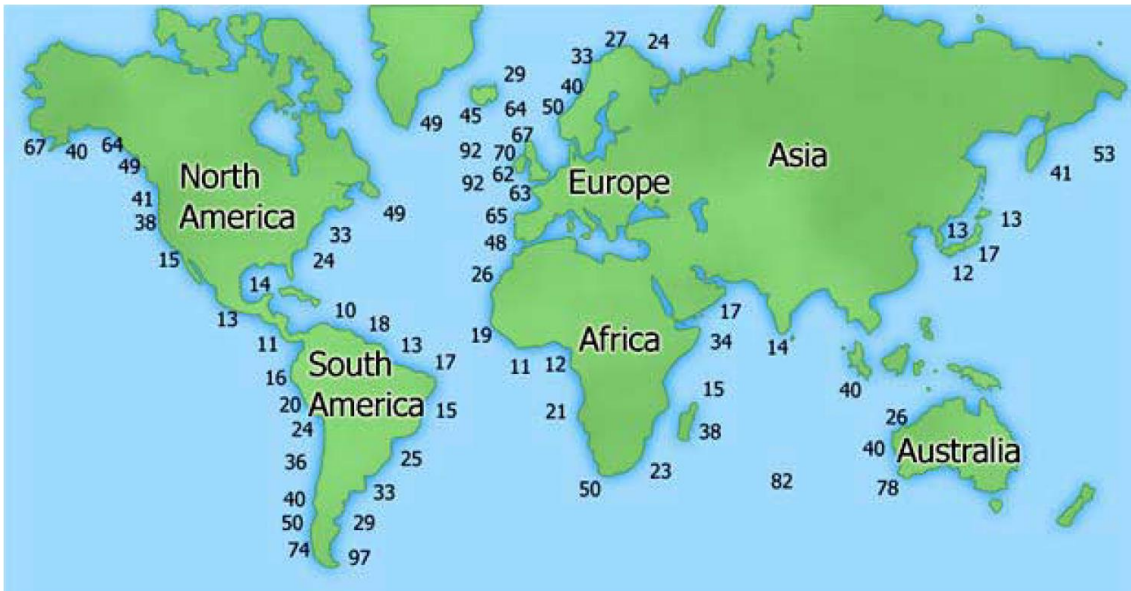 27 24
33
29
40
45 64 50
49
67
67 40 64 92 70 Asia 53
49 62 41
North 92 Europe
America 63
41
38 49 65 13 13
33 48 17
15 24 12
14 26
10 17
13 18 19 Africa 34
11 13 14
South 17 11 12
America
16 15 40
20 15 21
24 38 26
36 25 40 Australia
23
40 33 50 82 78
50 29
74 97